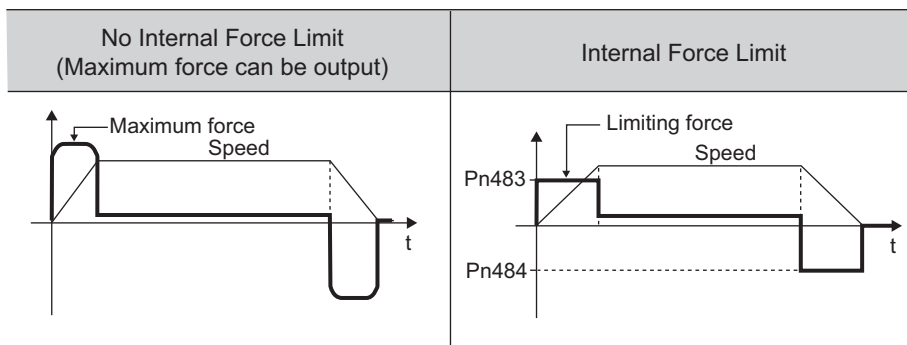 No Internal Force Limit
(Maximum force can be output)
Internal Force Limit
Maximum force
Speed
t
Limiting force
Speed
Pn483
t
Pn484